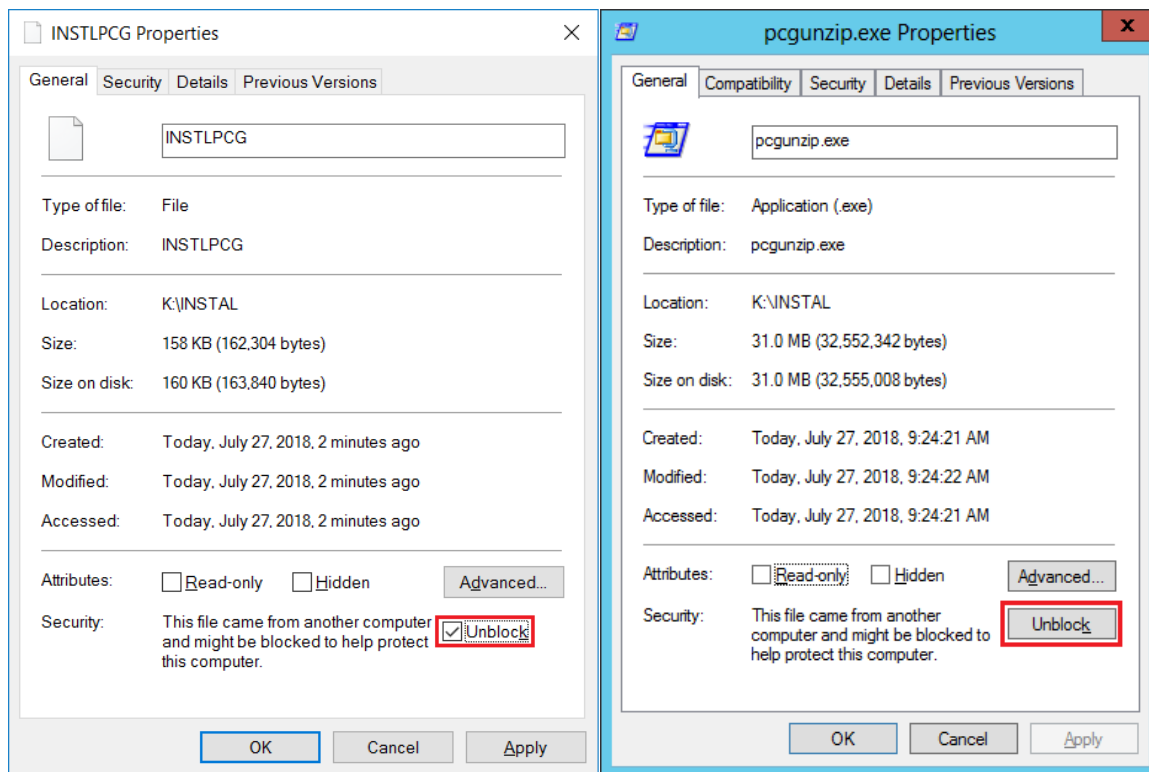 INSTLPCG Properties
General Security Details Previous Versions
INSTLPCG
Type of file: File
Description: INSTLPCG
Location: K:\INSTAL
Size: 158 KB (162,304 bytes)
Size on disk: 160 KB (163,840 bytes)
Created: Today, July 27, 2018, 2 minutes ago
Modified: Today, July 27, 2018, 2 minutes ago
Accessed: Today, July 27, 2018, 2 minutes ago
Attributes: Read-only Hidden Advanced...
Security: This file came from another computer
and might be blocked to help protect
this computer.
Unblock
OK Cancel Apply
pcgunzip.exe Properties
General Compatibility Security Details Previous Versions
pcgunzip.exe
Type of file: Application (.exe)
Description: pcgunzip.exe
Location: K:\INSTAL
Size: 31.0 MB (32,552,342 bytes)
Size on disk: 31.0 MB (32,555,008 bytes)
Created: Today, July 27, 2018, 9:24:21 AM
Modified: Today, July 27, 2018, 9:24:22 AM
Accessed: Today, July 27, 2018, 9:24:21 AM
Attributes: Read-only Hidden Advanced...
Security: This file came from another
computer and might be blocked to
help protect this computer.
Unblock
OK Cancel Apply